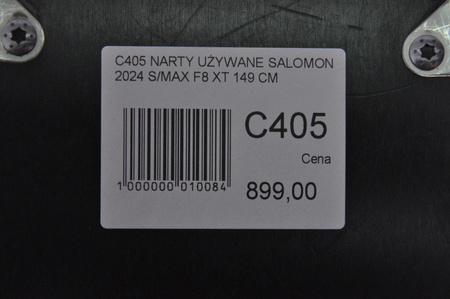 C405 NARTY UŻYWANE SALOMON
2024 S/MAX F8 XT 149 CM
C405
Cena
1 000000 010084
899,00